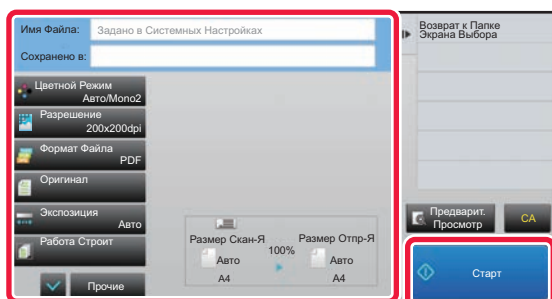 Имя Файла:
Задано в Системных Настройках
Сохранено в:
Цветной Режим
Авто/Mono2
Разрешение
200x200dpi
Формат Файла
PDF
Оригинал
Экспозиция
Авто
Работа Строит
Прочие
Размер Скан-Я
100%
Размер Отпр-Я
Авто
Авто
A4
A4
Возврат к Папке
Экрана Выбора
Предварит.
Просмотр
CA
Старт